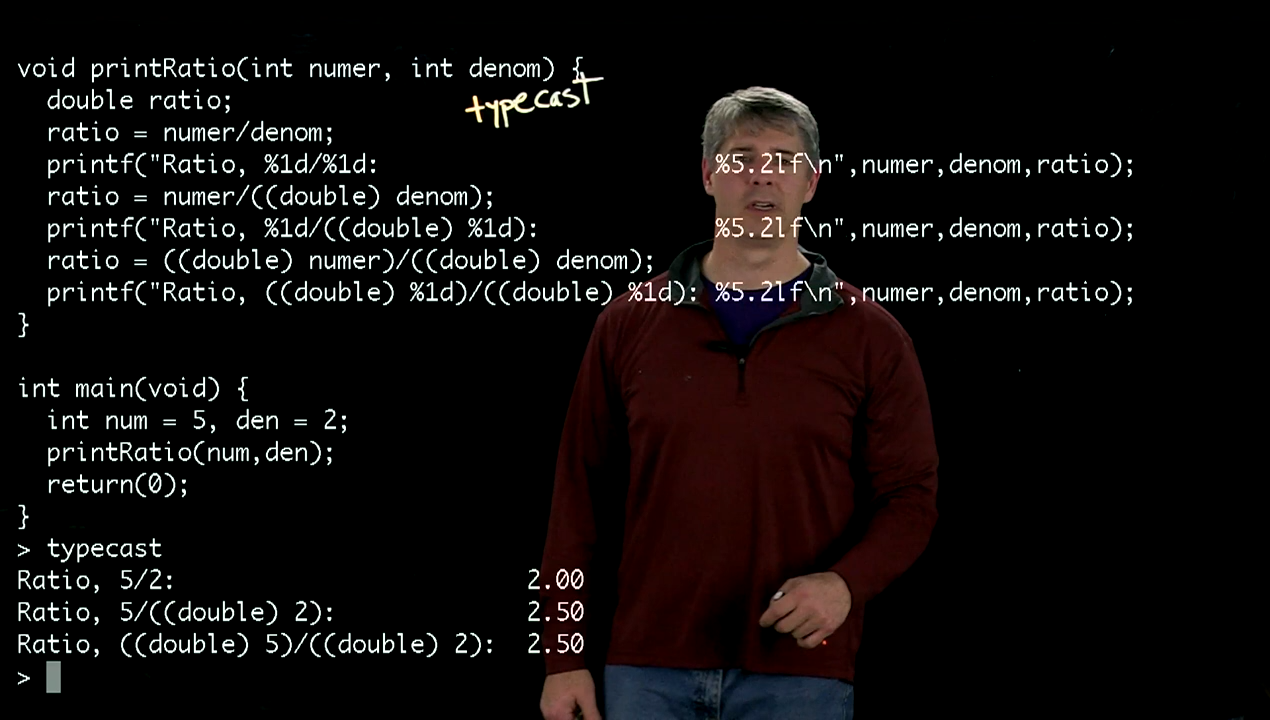 void printRatio(int numer, int denom) {
typecast
double ratio;
ratio = numer/denom;
printf("Ratio, %1d/%1d: %5.2lf\n",numer,denom,ratio);
ratio = numer/((double) denom);
printf("Ratio, %1d/((double) %1d): %5.2lf\n",numer,denom,ratio);
ratio = ((double) numer)/((double) denom);
printf("Ratio, ((double) %1d)/((double) %1d): %5.2lf\n",numer,denom,ratio);
}
int main(void) {
int num = 5, den = 2;
printRatio(num,den);
return(0);
}
> typecast
Ratio, 5/2: 2.00
Ratio, 5/((double) 2): 2.50
Ratio, ((double) 5)/((double) 2): 2.50
>